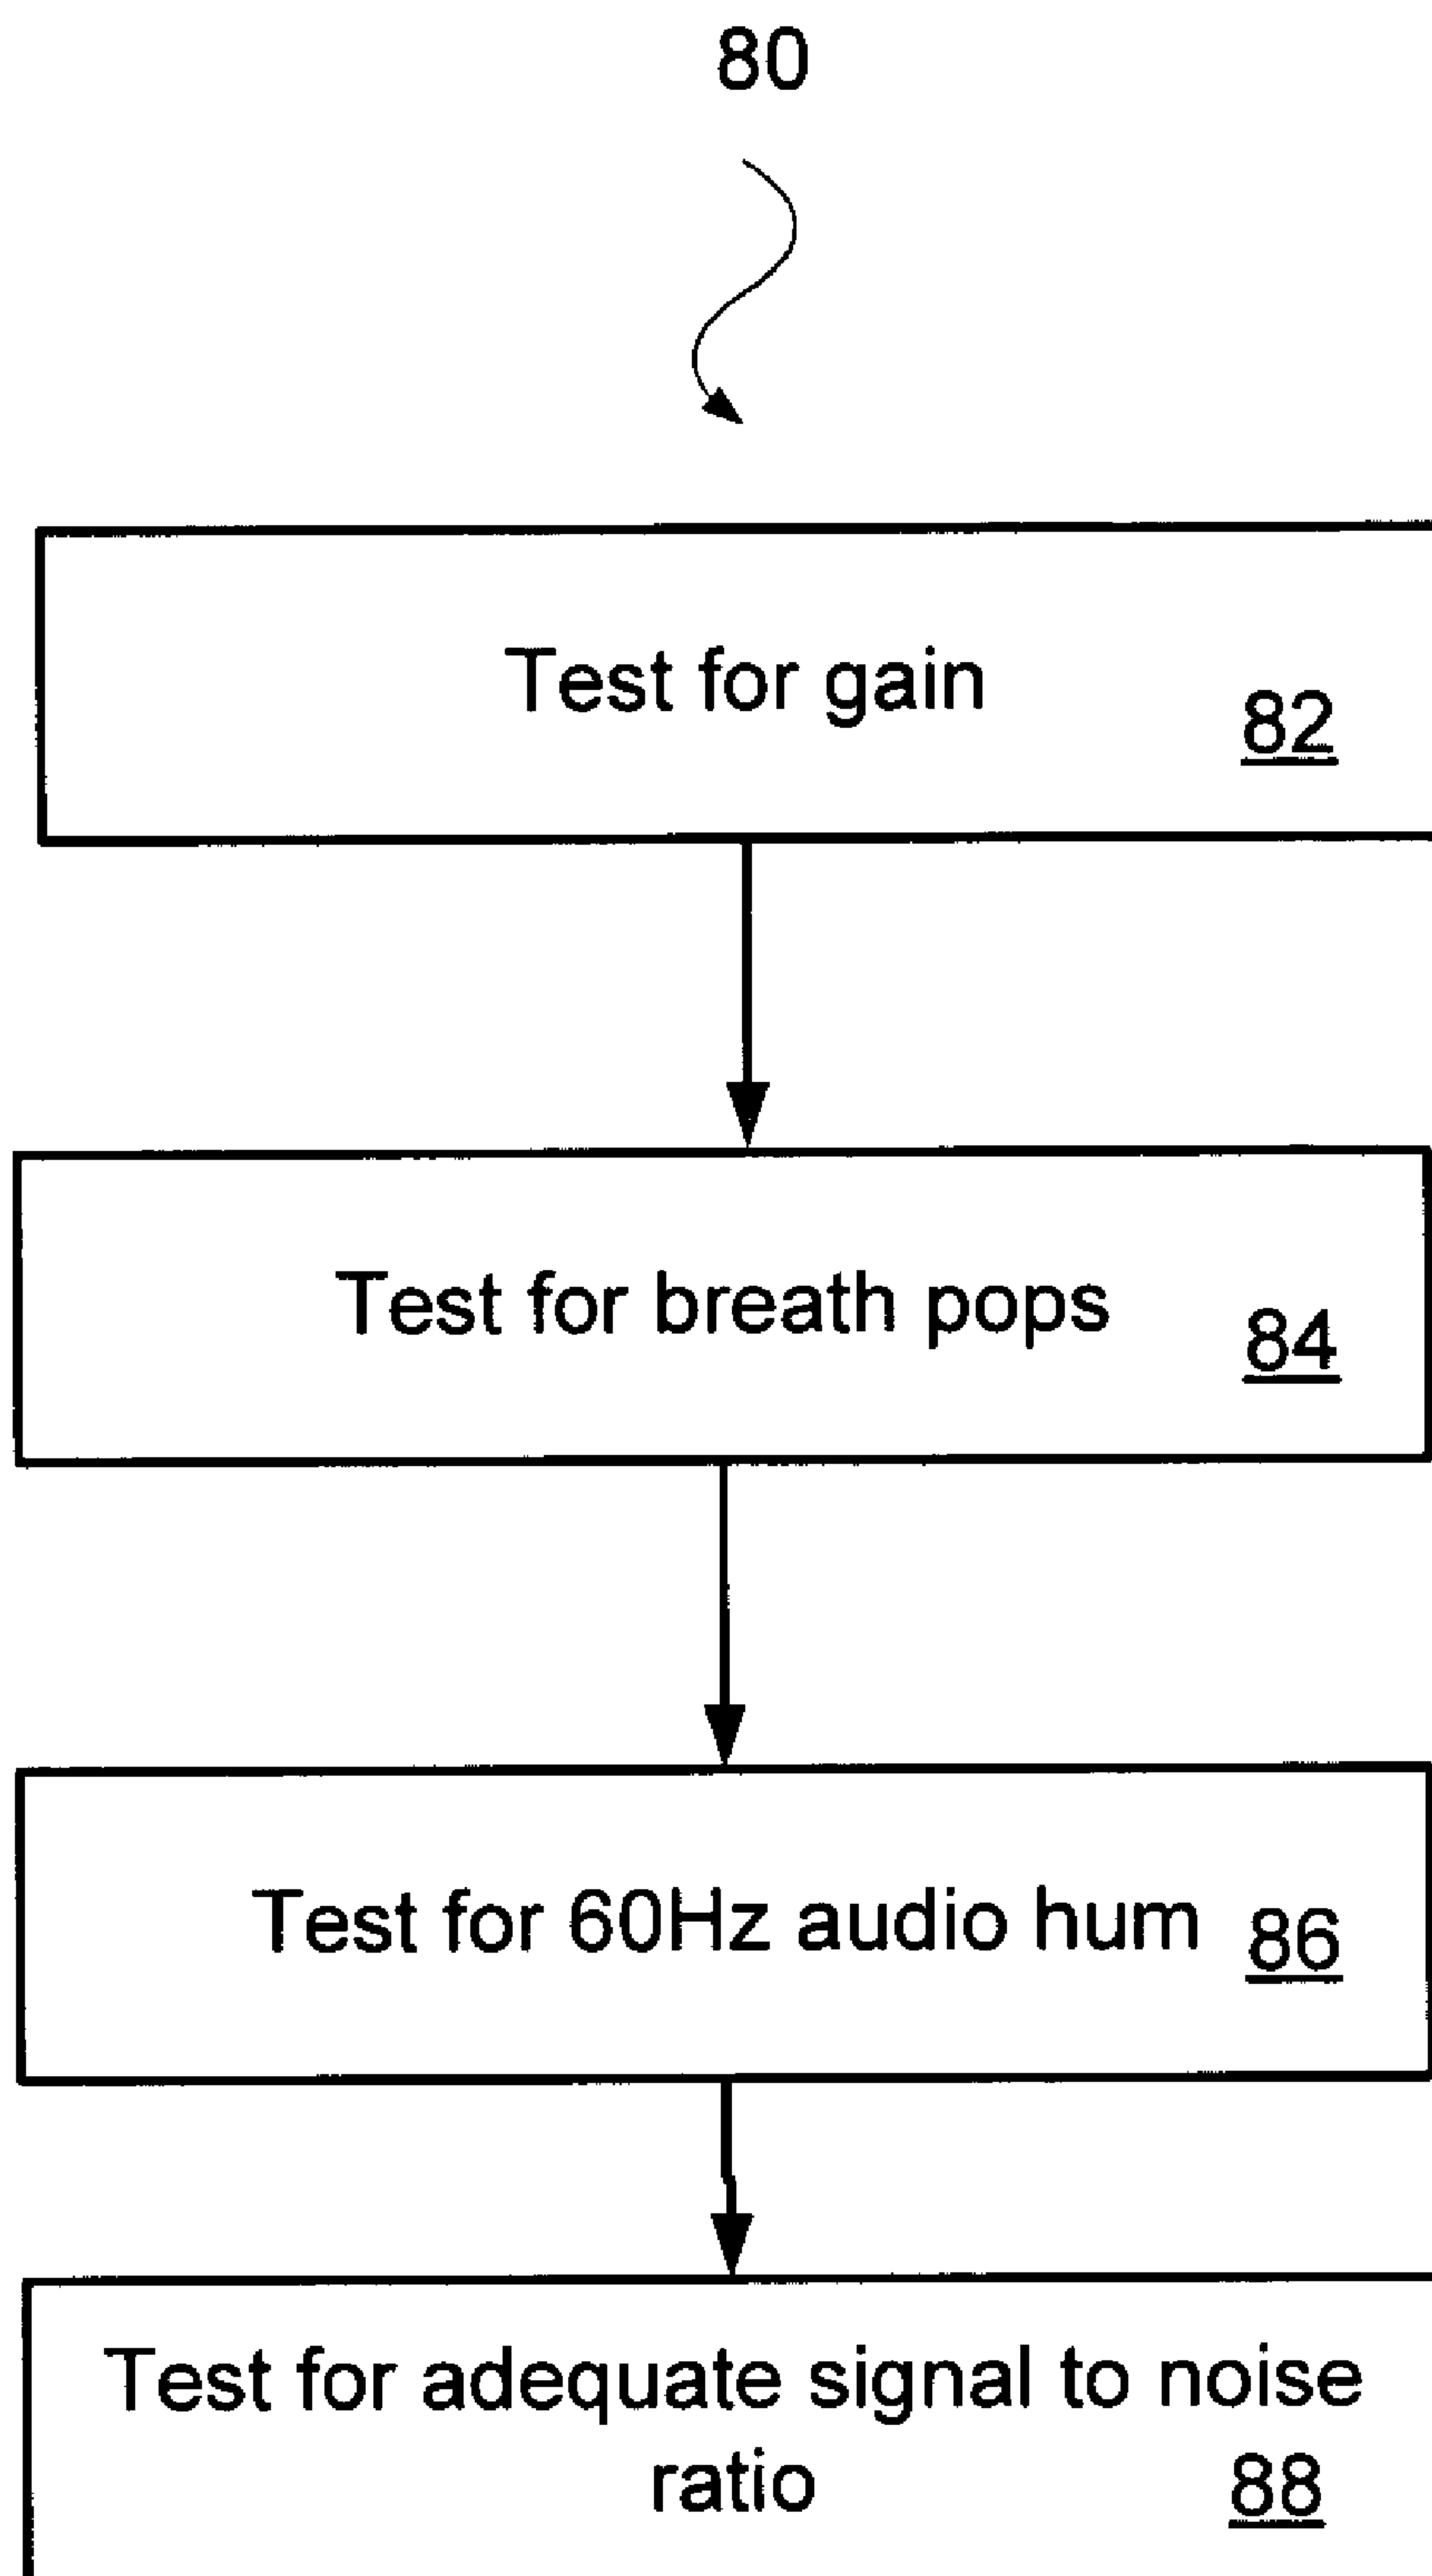 80
Test for gain
82
Test for breath pops
84
Test for 60Hz audio hum 86
Test for adequate signal to noise
ratio
88